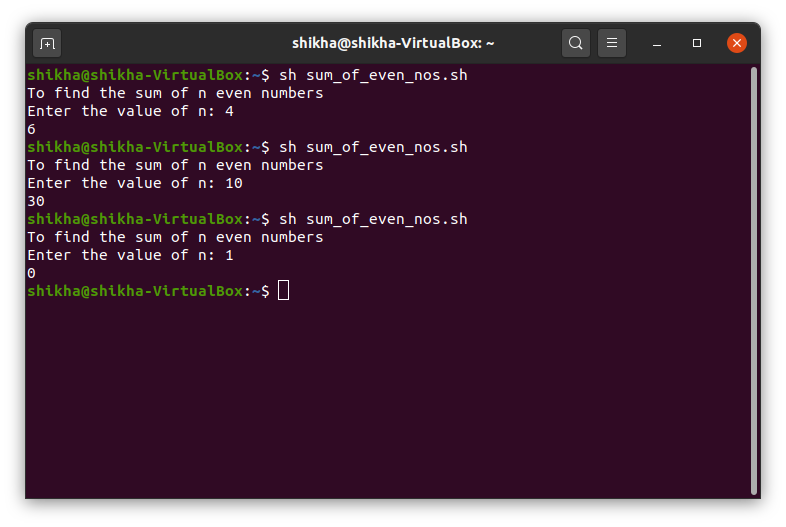 shikha@shikha-VirtualBox: ~
shikha@shikha-VirtualBox:~$ sh sum_of_even_nos.sh
To find the sum of n even numbers
Enter the value of n: 4
6
shikha@shikha-VirtualBox:~$ sh sum_of_even_nos.sh
To find the sum of n even numbers
Enter the value of n: 10
30
shikha@shikha-VirtualBox:~$ sh sum_of_even_nos.sh
To find the sum of n even numbers
Enter the value of n: 1
0
shikha@shikha-VirtualBox:~$